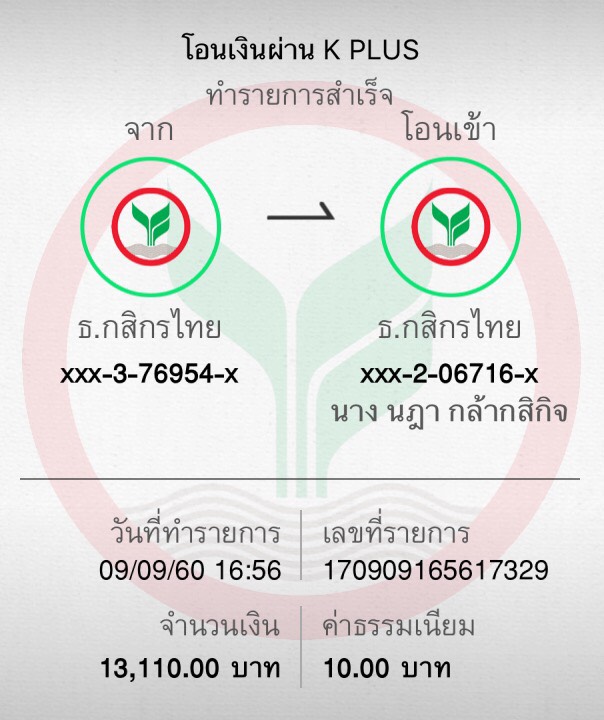 โอนเงินผ่าน K PLUS
ทำรายการสำเร็จ
จาก
โอนเข้า
ธ.กสิกรไทย
ธ.กสิกรไทย
xxx-3-76954-x
xxx-2-06716-x
นาง นฎา กล้ากสิกิจ
วันที่ทำรายการ
เลขที่รายการ
09/09/60 16:56
170909165617329
จำนวนเงิน
ค่าธรรมเนียม
13,110.00 บาท
10.00 บาท